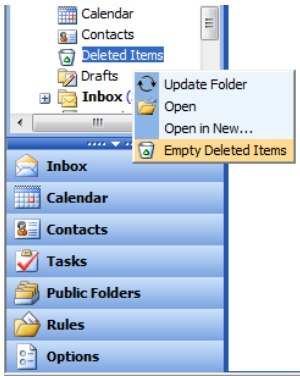 Calendar
Contacts
Deleted Items
Drafts
Inbox (
Update Folder
Open
Open in New...
Empty Deleted Items
Inbox
Calendar
Contacts
Tasks
Public Folders
Rules
Options